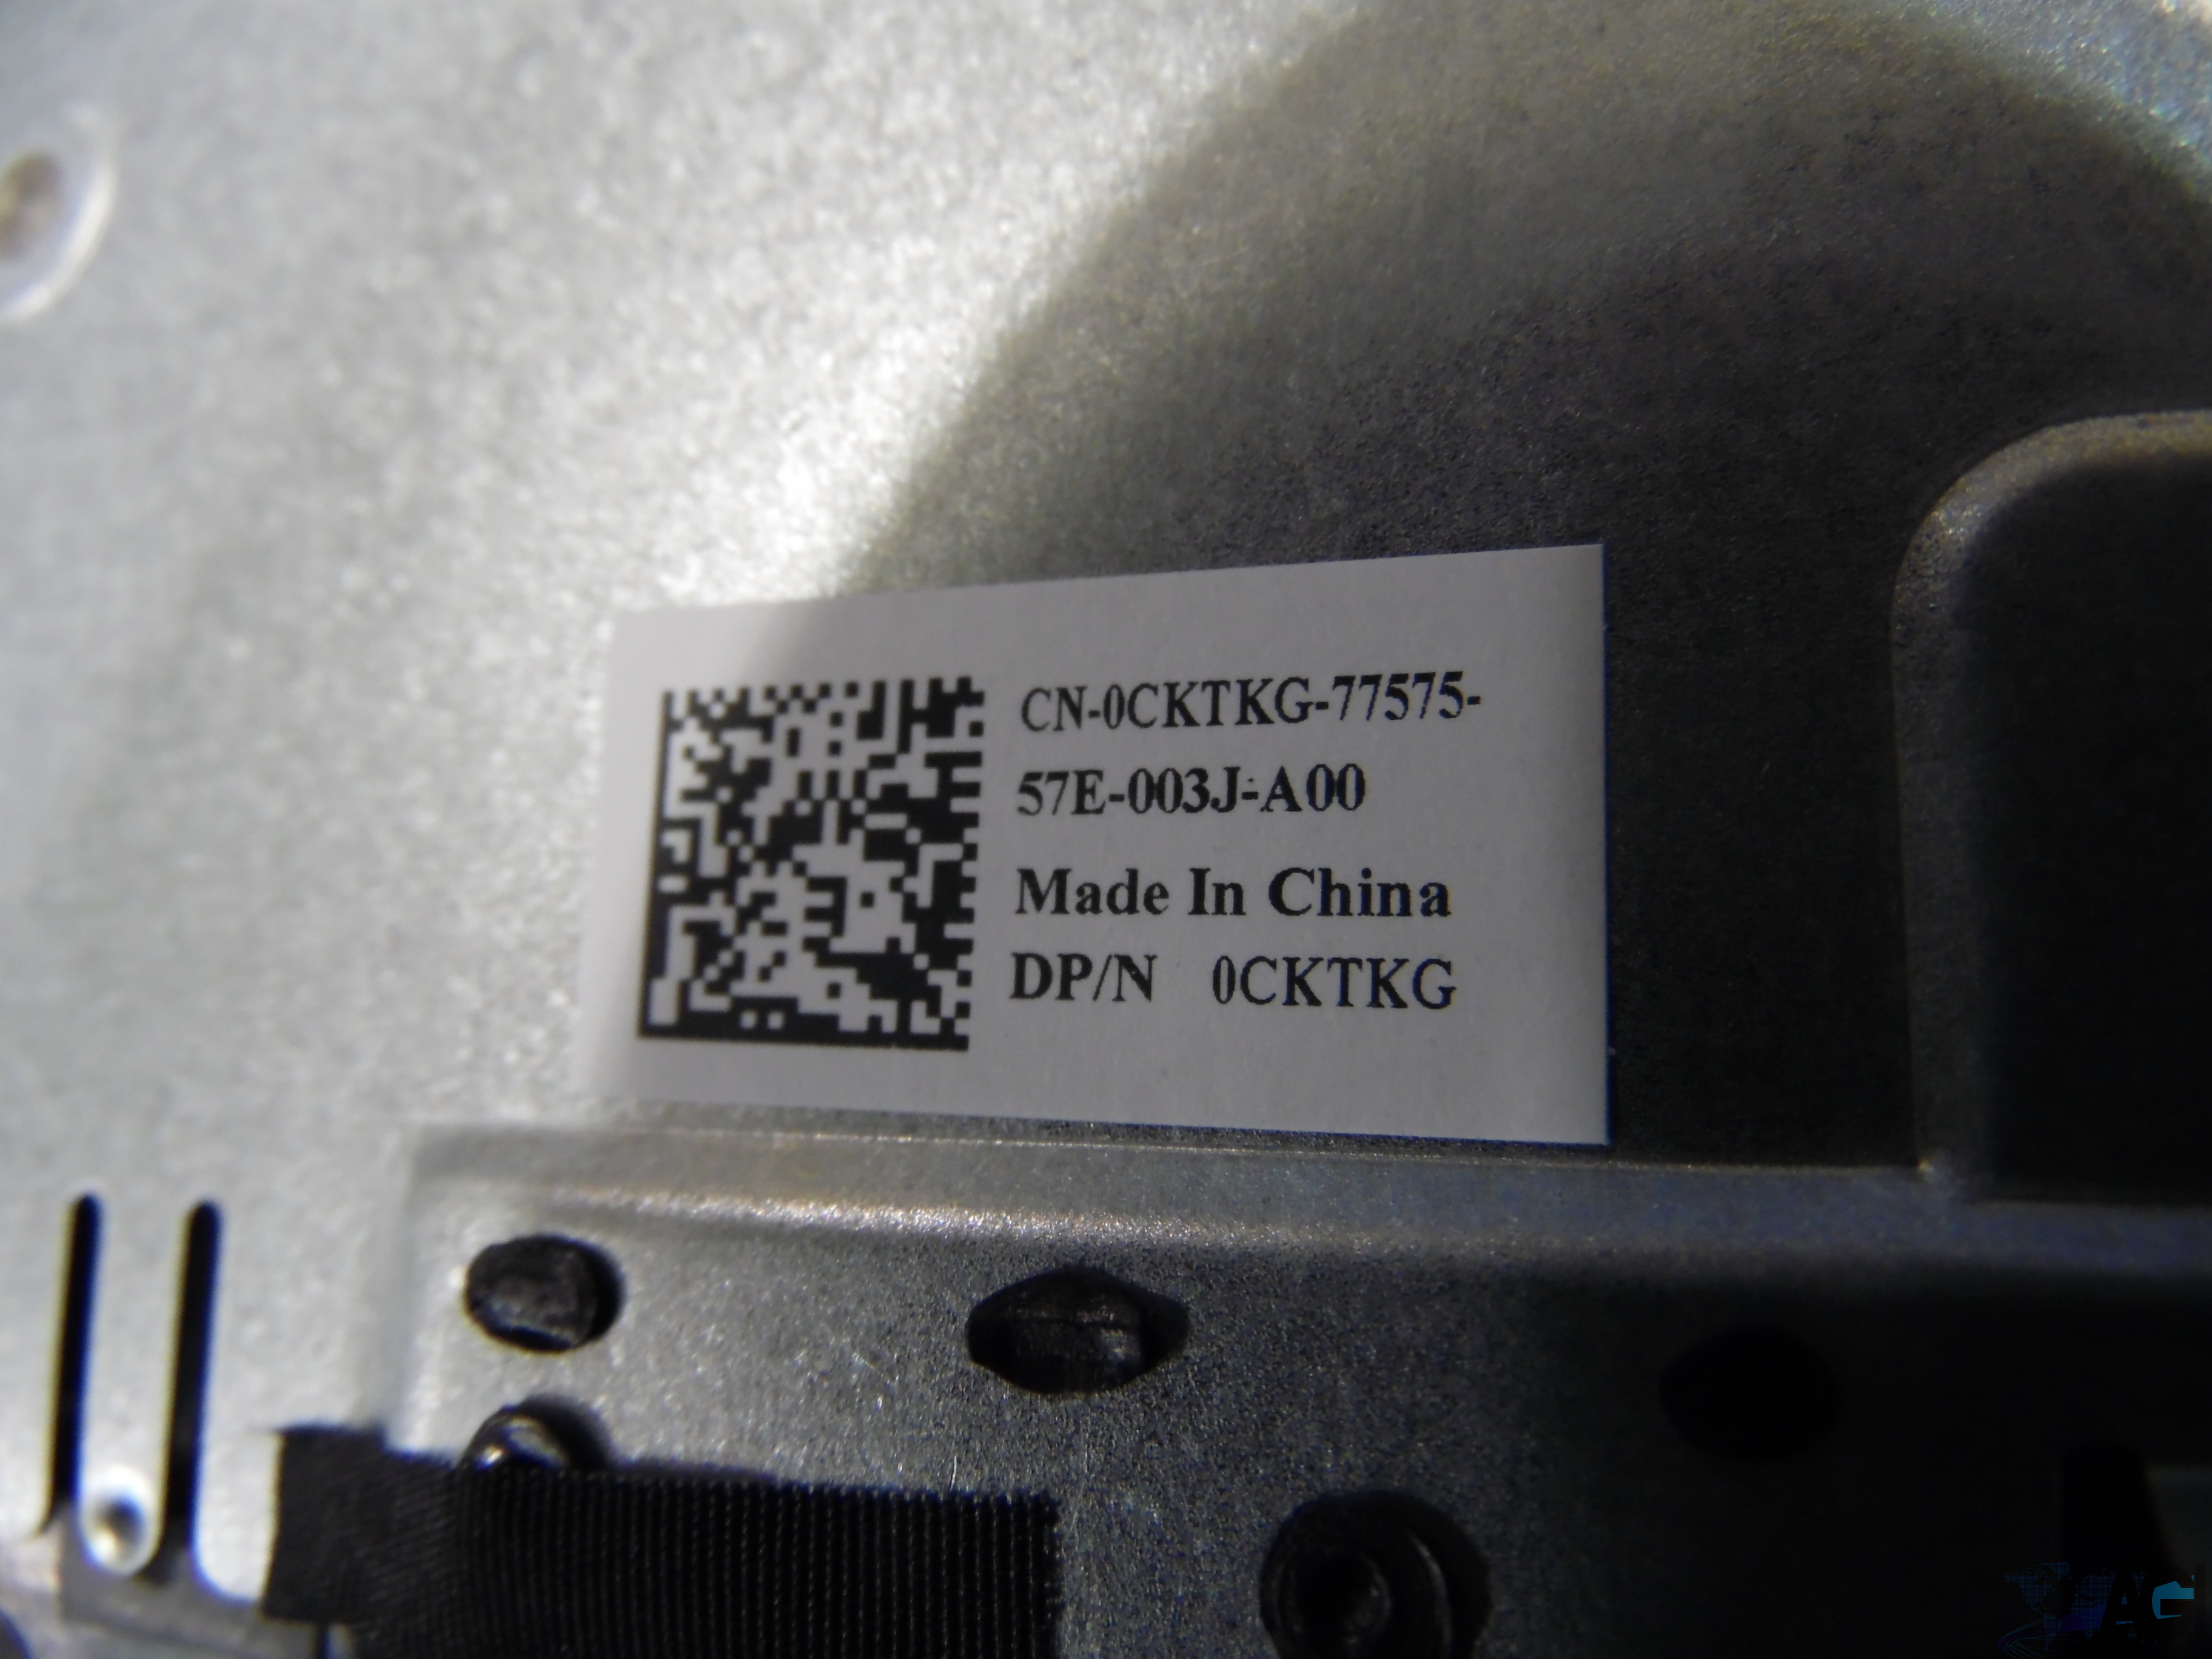 CN-0CKTKG-77575-
57E-003J-A00
Made In China
DP/N 0CKTKG